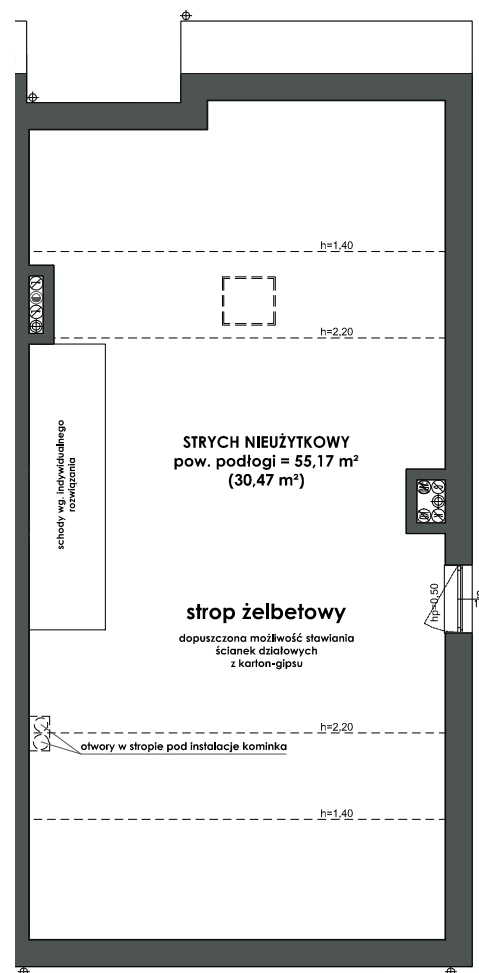 h=1,40
h=2,20
STRYCH NIEUŻYTKOWY
pow. podłogi = 55,17 m²
(30,47 m²)
schody wg. indywidualnego
rozwiązania
hp=0,50
strop żelbetowy
dopuszczona możliwość stawiania
ścianek działowych
z karton-gipsu
h=2,20
otwory w stropie pod instalacje kominka
h=1,40